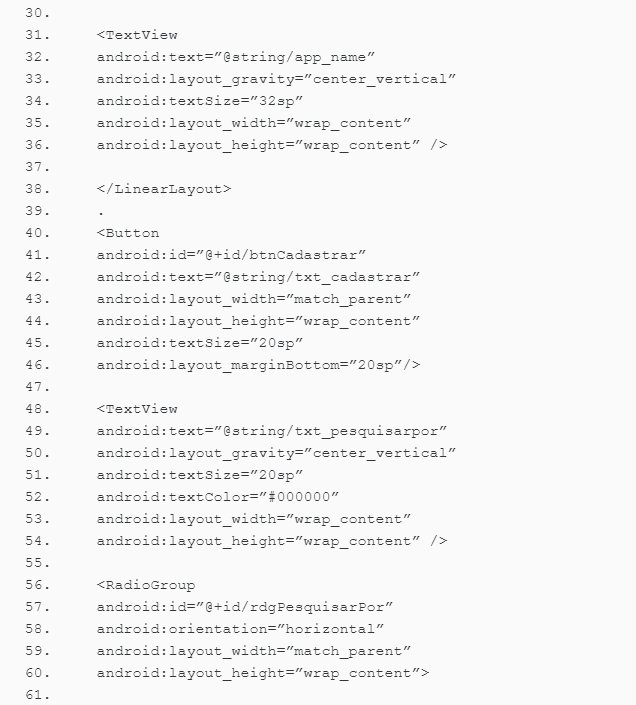 30.
31. <TextView
32. android:text=”@string/app_name”
33. android:layout_gravity=”center_vertical”
34. android:textSize=”32sp”
35. android:layout_width=”wrap_content”
36. android:layout_height=”wrap_content” />
37.
38. </LinearLayout>
39. .
40. <Button
41. android:id=”@+id/btnCadastrar”
42. android:text=”@string/txt_cadastrar”
43. android:layout_width=”match_parent”
44. android:layout_height=”wrap_content”
45. android:textSize=”20sp”
46. android:layout_marginBottom=”20sp”/>
47.
48. <TextView
49. android:text=”@string/txt_pesquisarpor”
50. android:layout_gravity=”center_vertical”
51. android:textSize=”20sp”
52. android:textColor=”#000000”
53. android:layout_width=”wrap_content”
54. android:layout_height=”wrap_content” />
55.
56. <RadioGroup
57. android:id=”@+id/rdgPesquisarPor”
58. android:orientation=”horizontal”
59. android:layout_width=”match_parent”
60. android:layout_height=”wrap_content”>
61.